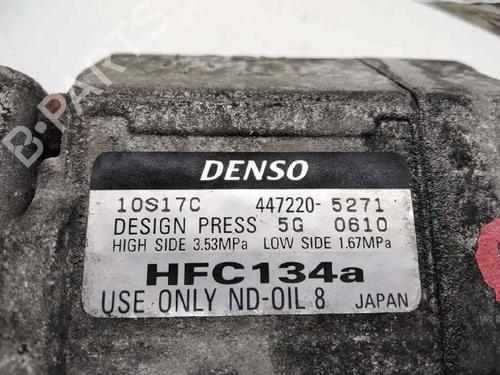 B-PARTS
DENSO
10S17C 447220-5271
DESIGN PRESS 5G 0610
HIGH SIDE 3.53MPa LOW SIDE 1.67MPa
HFC134a
USE ONLY ND-OIL 8 JAPAN